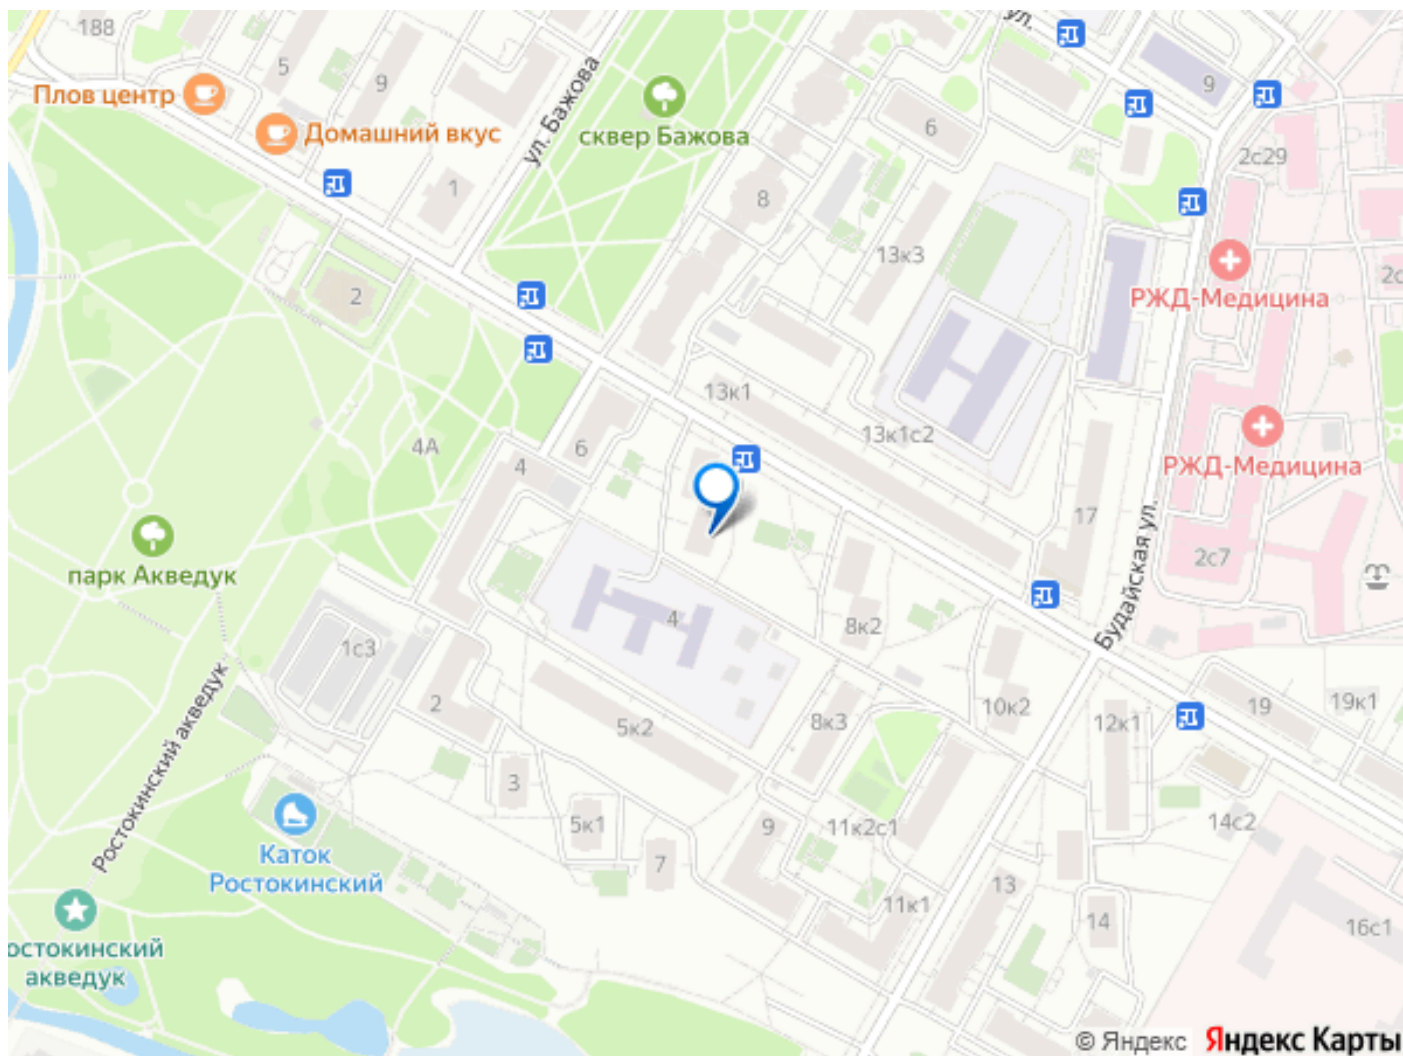 188
ул.
5
9
9
Плов центр
Домашний вкус
ул. Бажова
сквер Бажова
6
2с29
1
8
13к3
2с
РЖД-Медицина
2
13к1
13к1с2
4А
6
4
РЖД-Медицина
17
2с7
Будайская ул.
парк Акведук
4
8к2
1с3
Ростокинский акведук
2
5к2
8к3
10к2
12к1
19
19к1
3
5к1
9
11к2с1
14с2
7
Каток
Ростокинский
13
11к1
14
16с1
остокинский
акведук
© Яндекс
Яндекс Карты